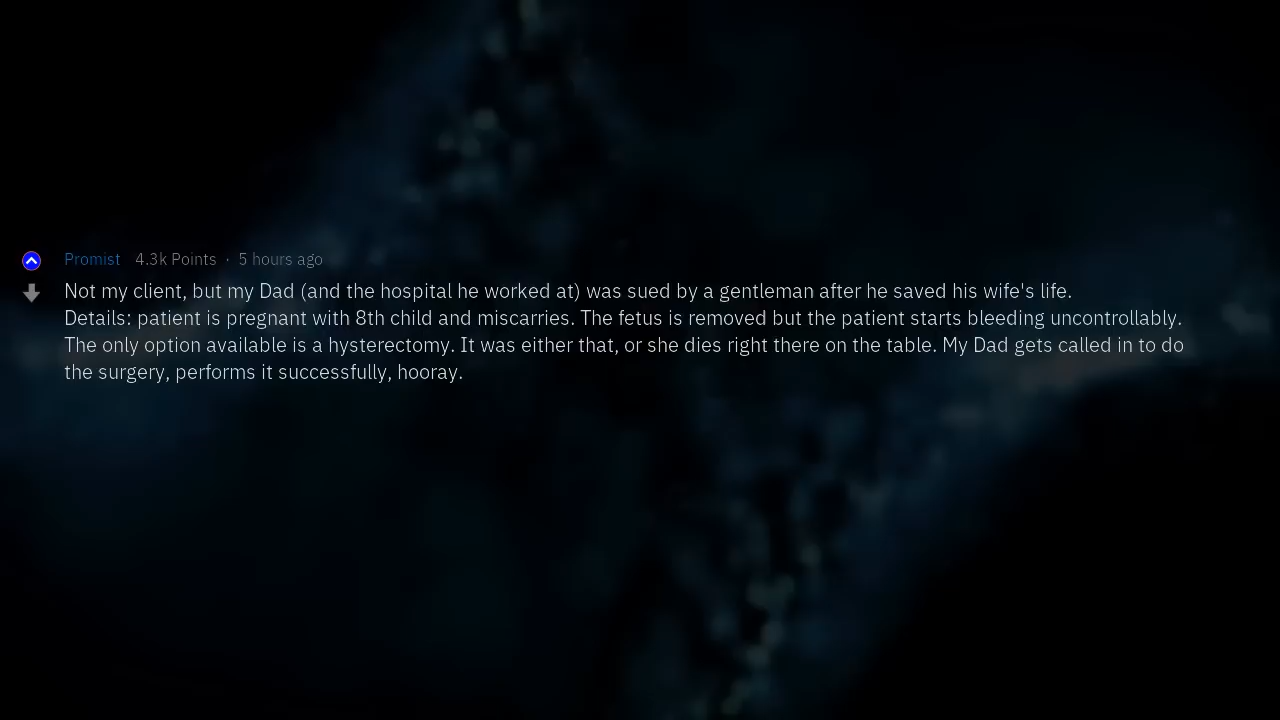 Promist 4.3k Points · 5 hours ago
Not my client, but my Dad (and the hospital he worked at) was sued by a gentleman after he saved his wife's life.
Details: patient is pregnant with 8th child and miscarries. The fetus is removed but the patient starts bleeding uncontrollably.
The only option available is a hysterectomy. It was either that, or she dies right there on the table. My Dad gets called in to do
the surgery, performs it successfully, hooray.